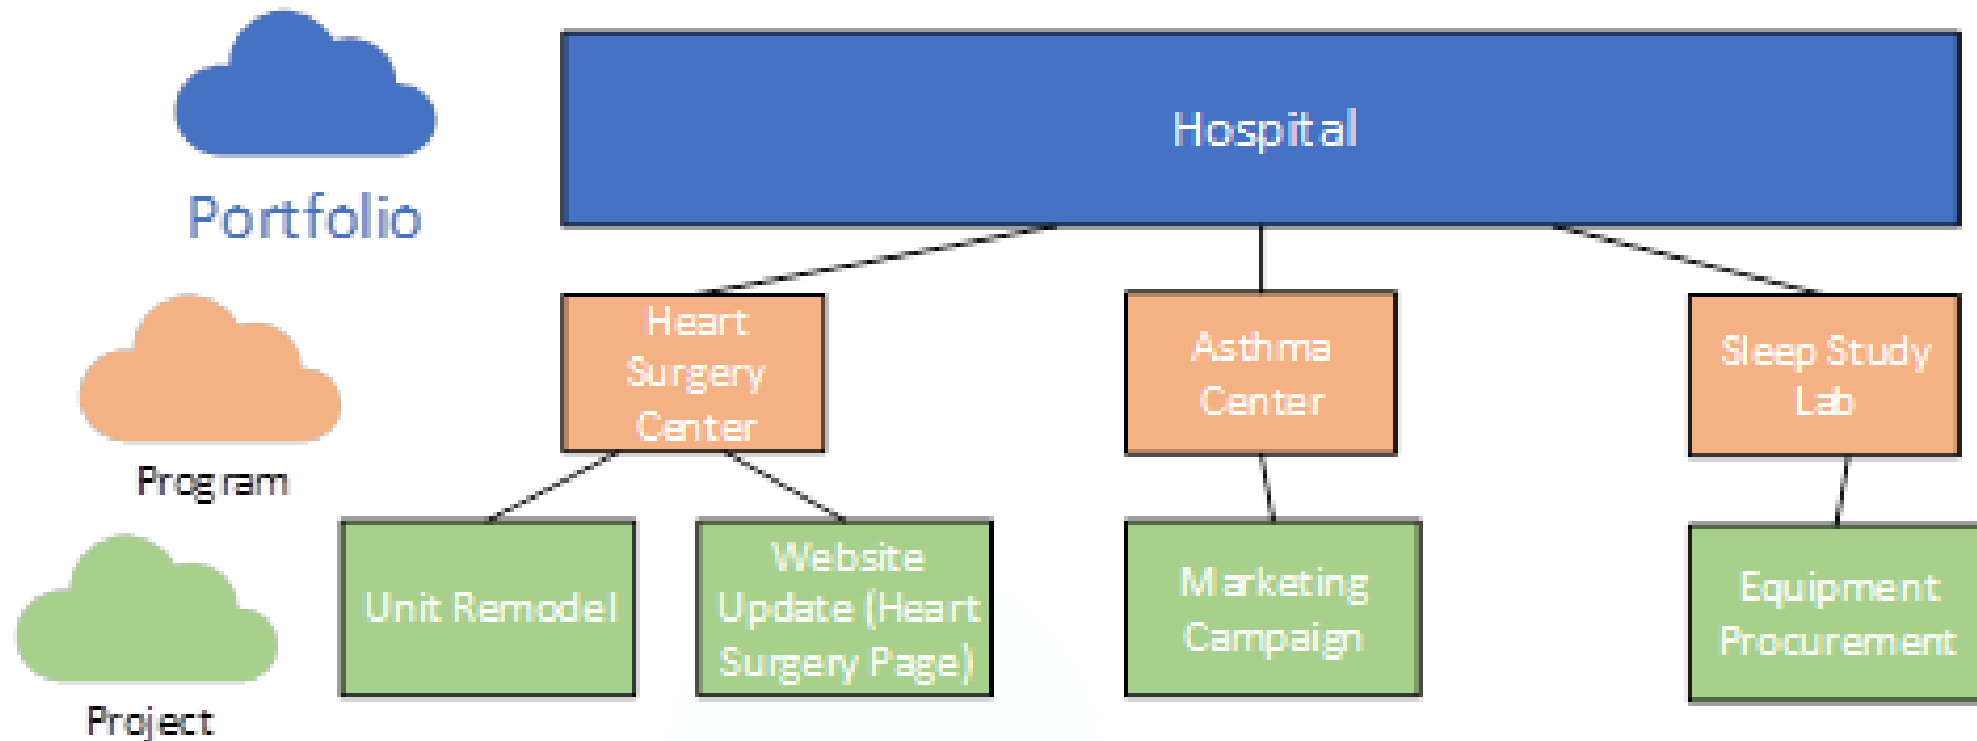 Hospital
Portfolio
Heart
Surgery
Center
Asthma
Center
Sleep Study
Lab
Program
Unit Remodel
Website
Update (Heart
Surgery Page)
Marketing
Campaign
Equipment
Procurement
Project